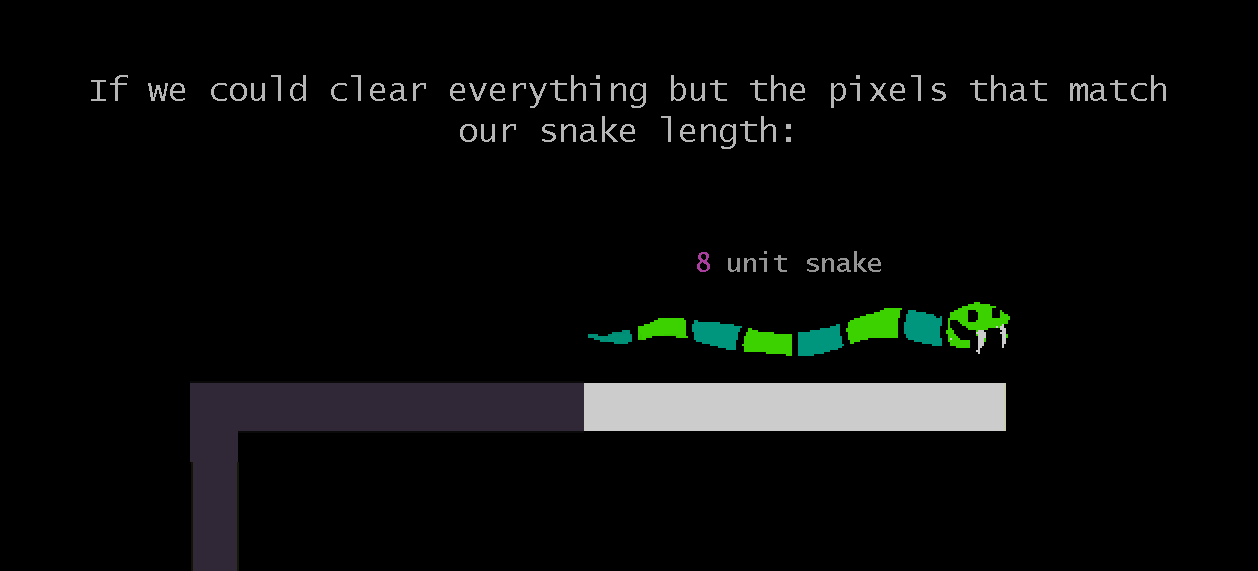 If we could clear everything but the pixels that match
our snake length:
8 unit snake